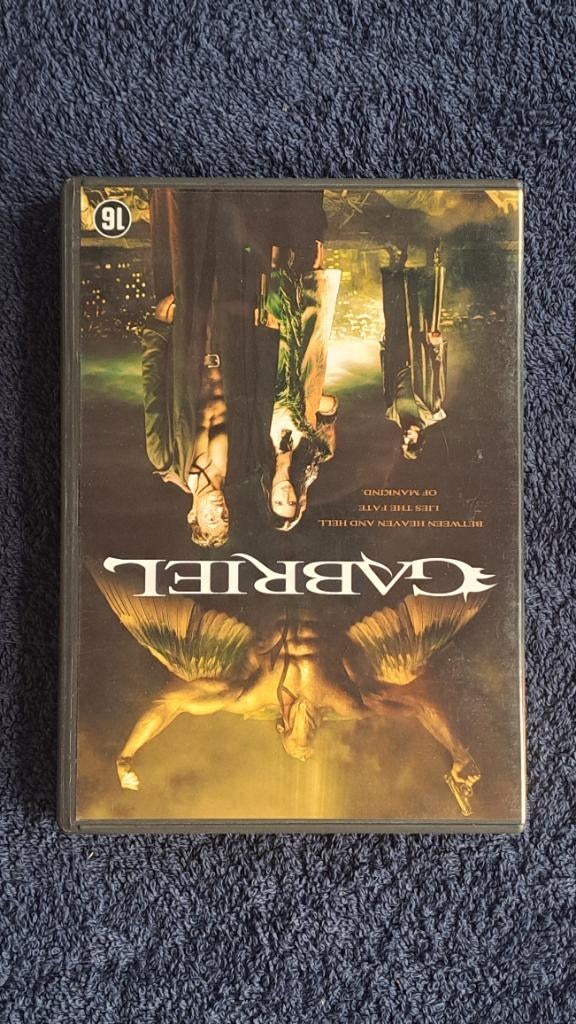 GABRIEL
BETWEEN HEAVEN AND HELL
LIES THE FATE
OF MANKIND.
16